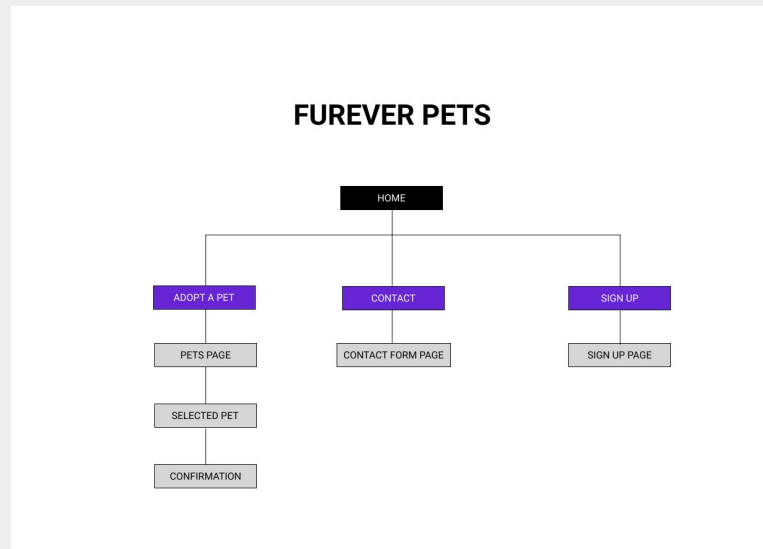 FUREVER PETS
HOME
ADOPT A PET
CONTACT
SIGN UP
PETS PAGE
CONTACT FORM PAGE
SIGN UP PAGE
SELECTED PET
CONFIRMATION